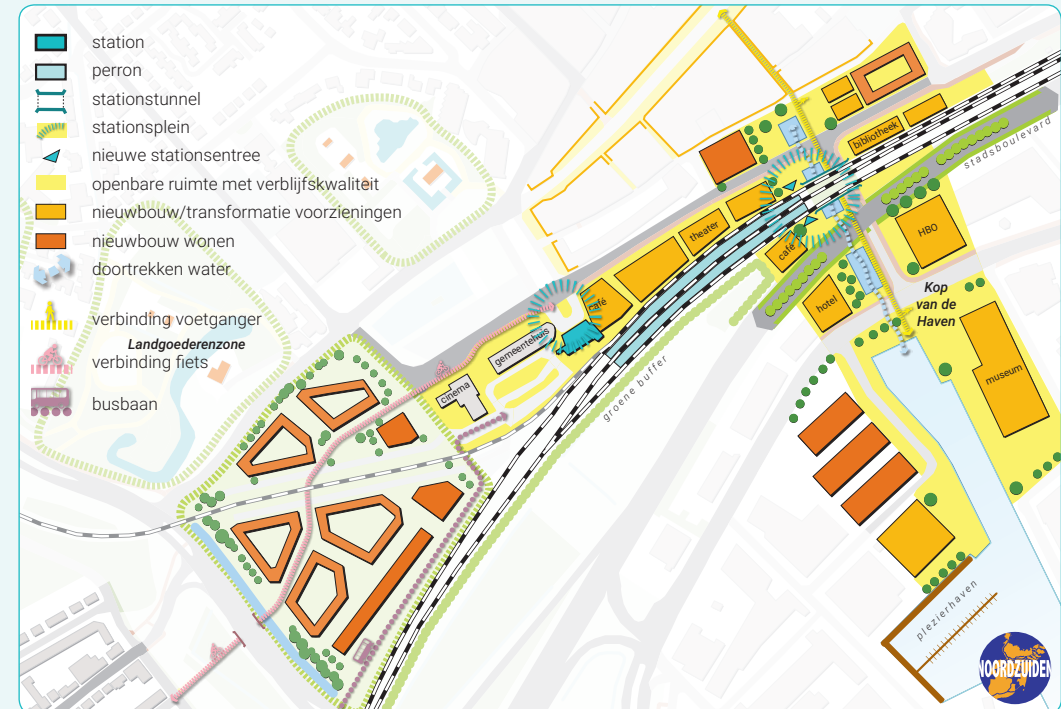 station
perron
stationstunnel
stationsplein
nieuwe stationsentree
openbare ruimte met verblijfskwaliteit
nieuwbouw/transformatie voorzieningen
nieuwbouw wonen
doortrekken water
verbinding voetganger
Landgoederenzone
verbinding fiets
busbaan
bibliotheek
stadsboulevard
theater
café
HBO
hotel
Kop
van de
Haven
café
gemeentehuis
cinema
groene buffer
museum
plezierhaven
NOORDZUIDEN